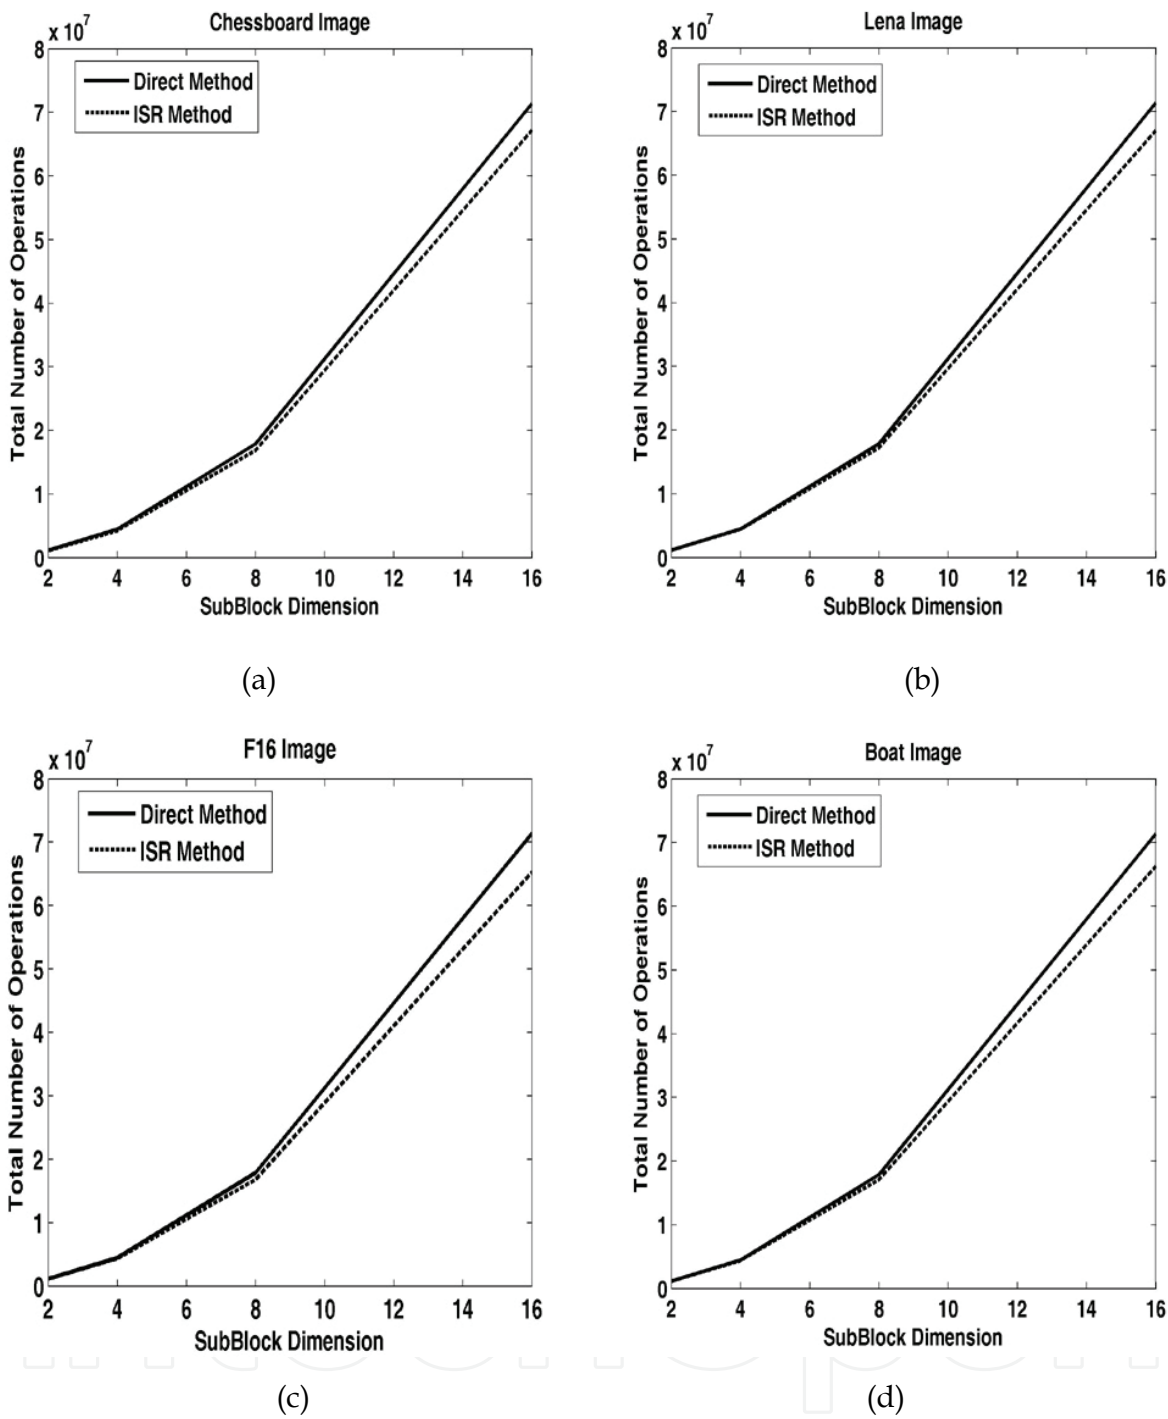 Chessboard Image
x 10^7
8
7
6
5
4
3
2
1
0
Direct Method
ISR Method
Total Number of Operations
2 4 6 8 10 12 14 16
SubBlock Dimension
(a)
Lena Image
x 10^7
8
7
6
5
4
3
2
1
0
Direct Method
ISR Method
Total Number of Operations
2 4 6 8 10 12 14 16
SubBlock Dimension
(b)
F16 Image
x 10^7
8
7
6
5
4
3
2
1
0
Direct Method
ISR Method
Total Number of Operations
2 4 6 8 10 12 14 16
SubBlock Dimension
(c)
Boat Image
x 10^7
8
7
6
5
4
3
2
1
0
Direct Method
ISR Method
Total Number of Operations
2 4 6 8 10 12 14 16
SubBlock Dimension
(d)